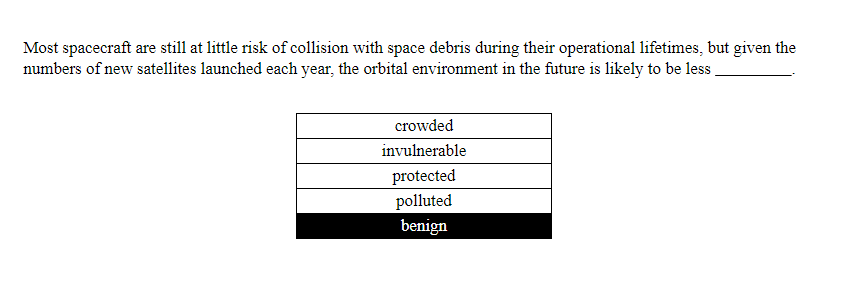 Most spacecraft are still at little risk of collision with space debris during their operational lifetimes, but given the
numbers of new satellites launched each year, the orbital environment in the future is likely to be less __________.
crowded
invulnerable
protected
polluted
benign